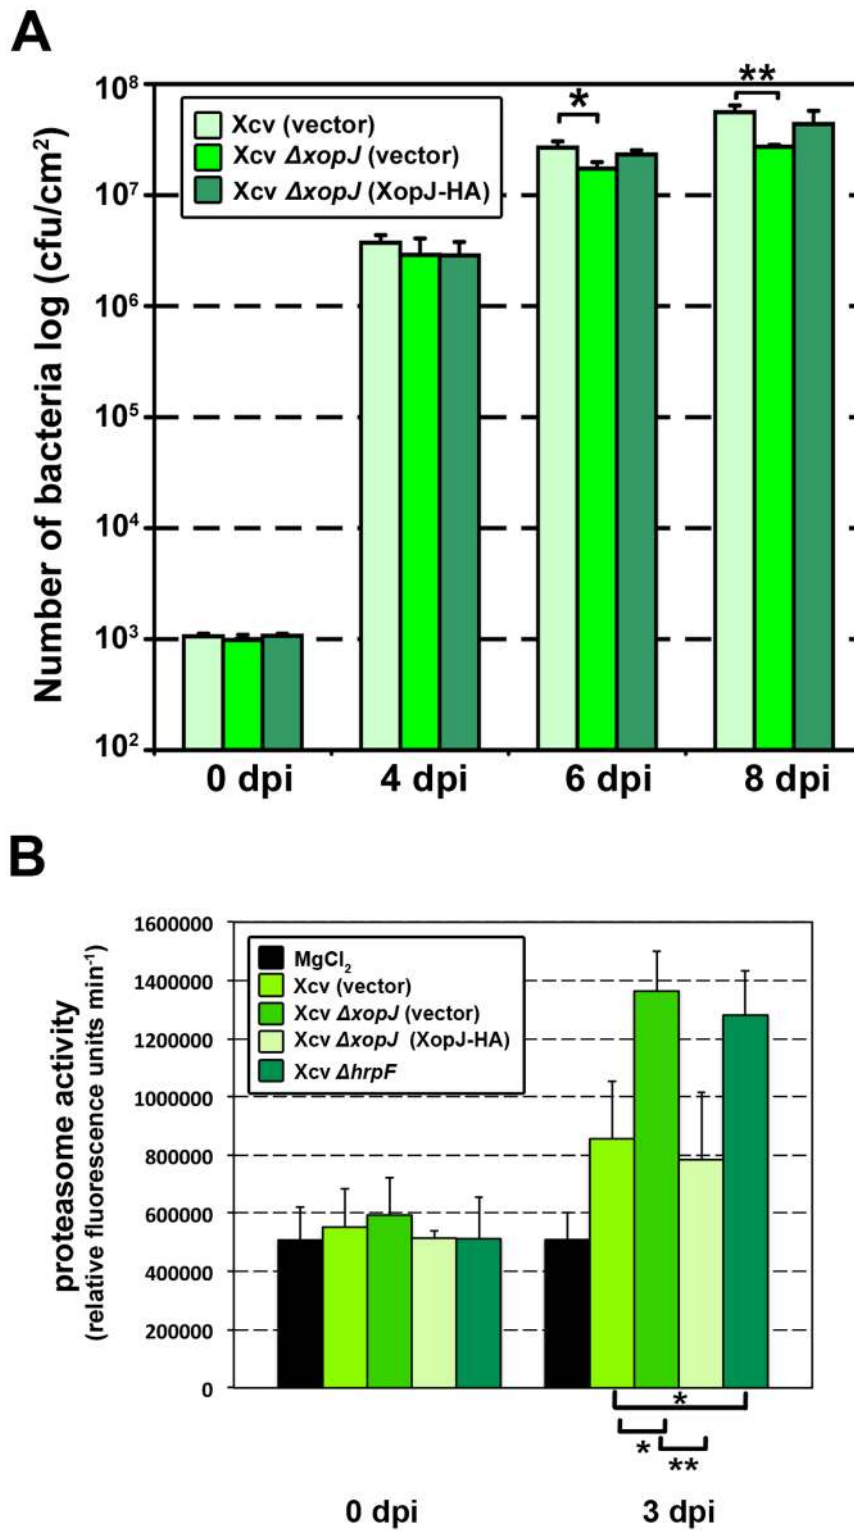 A
Number of bacteria log (cfu/cm²)
10⁸
10⁷
10⁶
10⁵
10⁴
10³
10²
Xcv (vector)
Xcv ΔxopJ (vector)
Xcv ΔxopJ (XopJ-HA)
*
**
0 dpi 4 dpi 6 dpi 8 dpi
B
proteasome activity
(relative fluorescence units min⁻¹)
1600000
1400000
1200000
1000000
800000
600000
400000
200000
0
MgCl₂
Xcv (vector)
Xcv ΔxopJ (vector)
Xcv ΔxopJ (XopJ-HA)
Xcv ΔhrpF
*
*
**
0 dpi 3 dpi